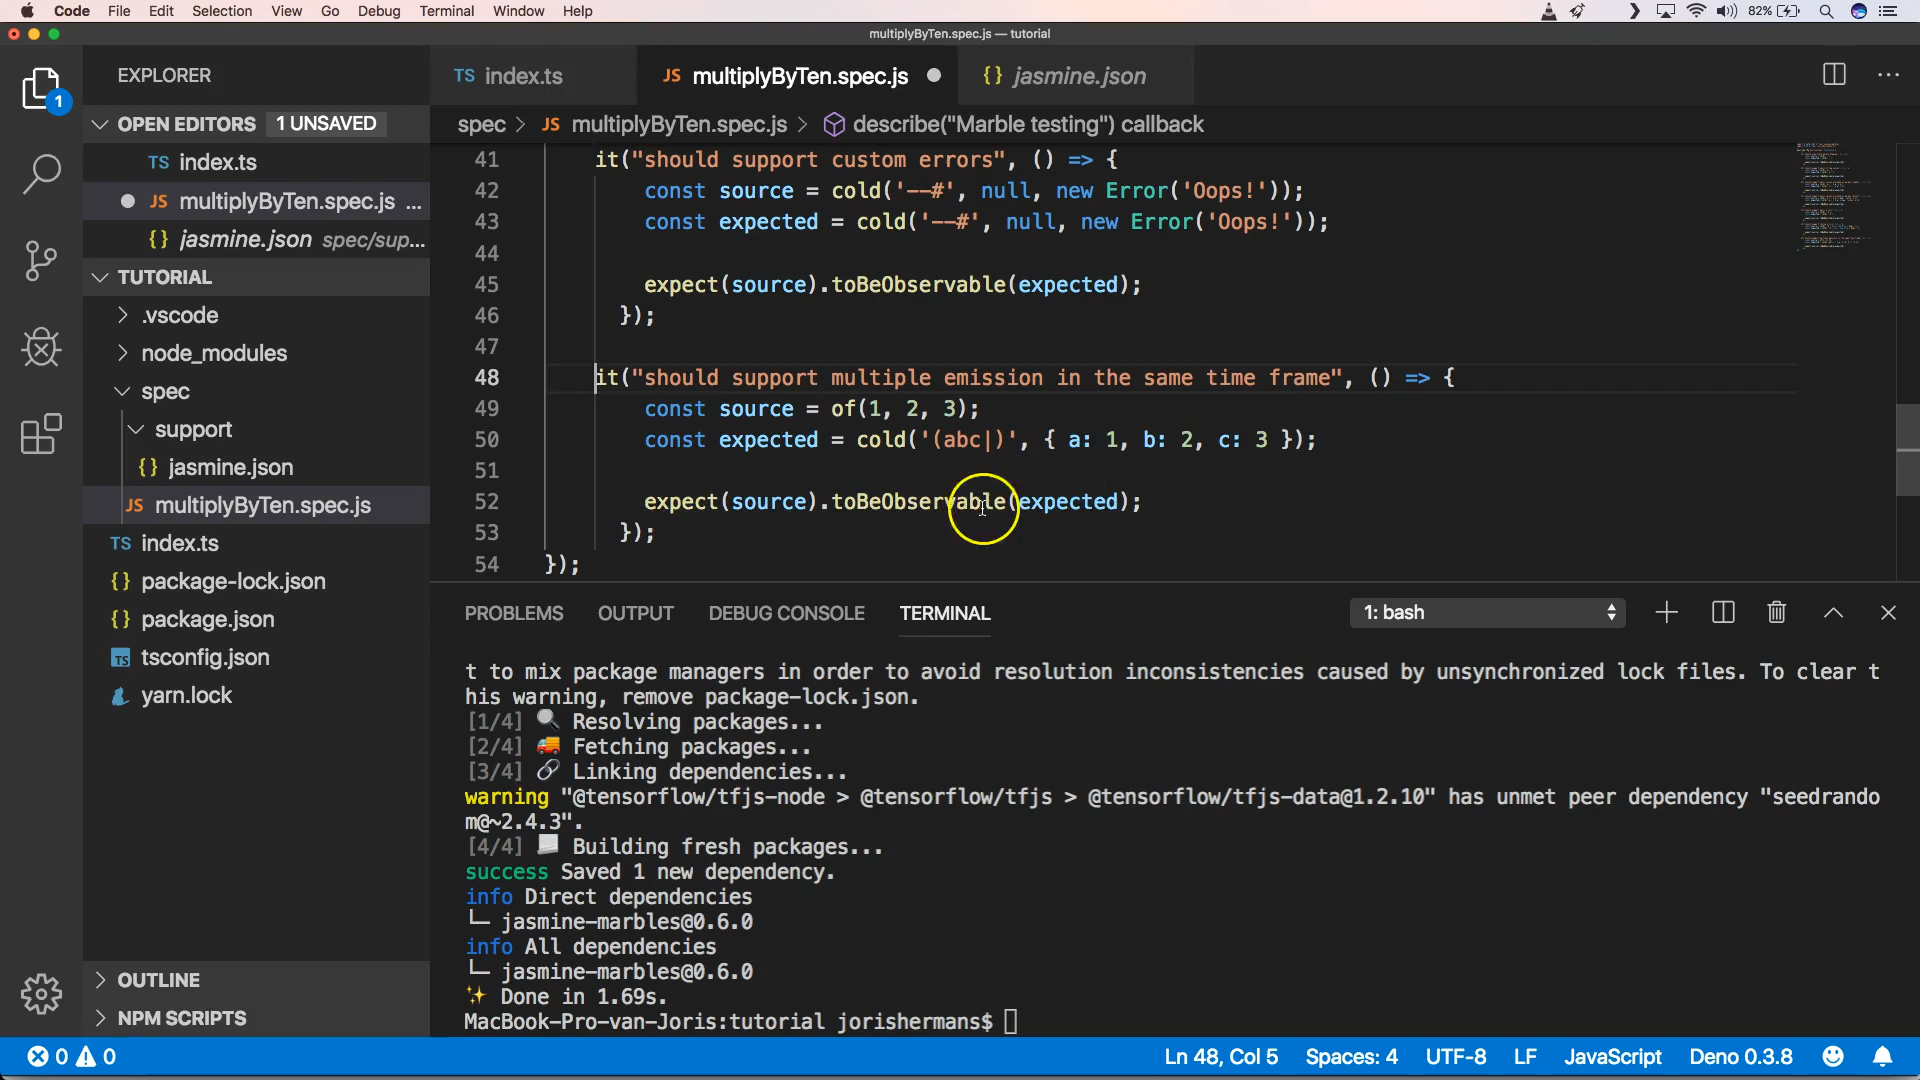 Code File Edit Selection View Go Debug Terminal Window Help 82%
multiplyByTen.spec.js — tutorial
EXPLORER
OPEN EDITORS 1 UNSAVED
TS index.ts
JS multiplyByTen.spec.js ...
{} jasmine.json spec/sup...
TUTORIAL
.vscode
node_modules
spec
support
{} jasmine.json
JS multiplyByTen.spec.js
TS index.ts
{} package-lock.json
{} package.json
TS tsconfig.json
yarn.lock
OUTLINE
NPM SCRIPTS
1
TS index.ts JS multiplyByTen.spec.js {} jasmine.json
spec > JS multiplyByTen.spec.js > describe("Marble testing") callback
41 it("should support custom errors", () => {
42 const source = cold('--#', null, new Error('Oops!'));
43 const expected = cold('--#', null, new Error('Oops!'));
44
45 expect(source).toBeObservable(expected);
46 });
47
48 it("should support multiple emission in the same time frame", () => {
49 const source = of(1, 2, 3);
50 const expected = cold('(abc|)', { a: 1, b: 2, c: 3 });
51
52 expect(source).toBeObservable(expected);
53 });
54 });
PROBLEMS OUTPUT DEBUG CONSOLE TERMINAL 1: bash
t to mix package managers in order to avoid resolution inconsistencies caused by unsynchronized lock files. To clear t
his warning, remove package-lock.json.
[1/4] 🔍 Resolving packages...
[2/4] 🚚 Fetching packages...
[3/4] 🔗 Linking dependencies...
warning "@tensorflow/tfjs-node > @tensorflow/tfjs > @tensorflow/tfjs-data@1.2.10" has unmet peer dependency "seedrando
m@~2.4.3".
[4/4] 📃 Building fresh packages...
success Saved 1 new dependency.
info Direct dependencies
└─ jasmine-marbles@0.6.0
info All dependencies
└─ jasmine-marbles@0.6.0
✨ Done in 1.69s.
MacBook-Pro-van-Joris:tutorial jorishermans$
0 0 Ln 48, Col 5 Spaces: 4 UTF-8 LF JavaScript Deno 0.3.8